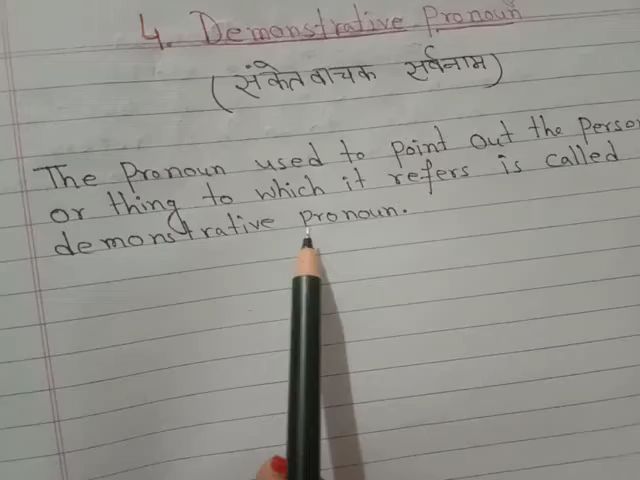 4. Demonstrative Pronoun
(संकेतवाचक सर्वनाम)
The pronoun used to point out the person
or thing to which it refers is called
demonstrative pronoun.